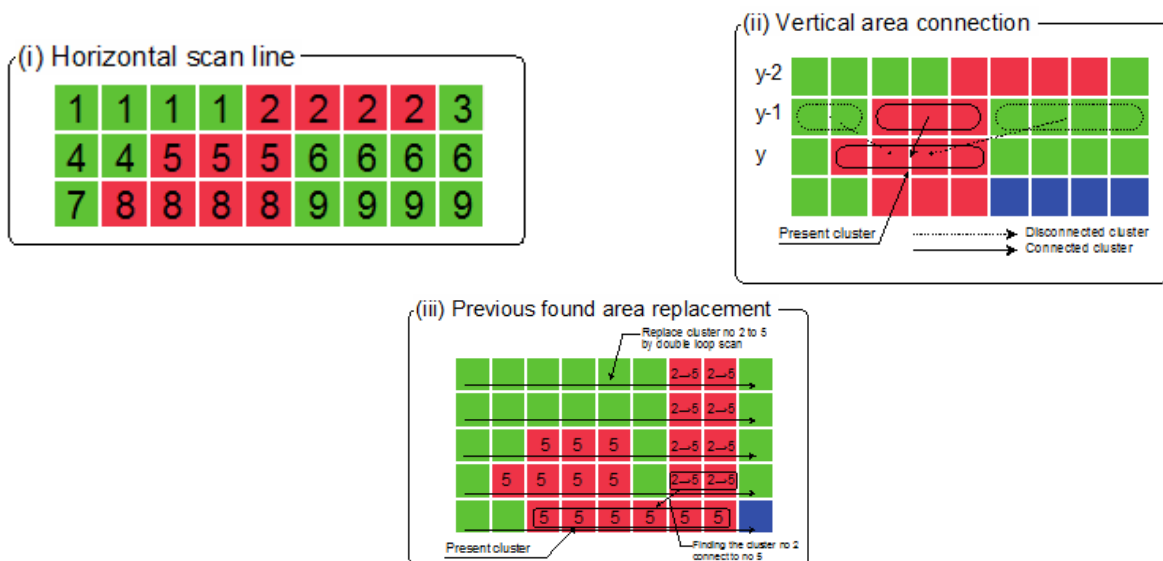 (i) Horizontal scan line
1 1 1 1 2 2 2 2 3
4 4 5 5 5 6 6 6 6
7 8 8 8 8 9 9 9 9
(ii) Vertical area connection
y-2
y-1
y
Present cluster
Disconnected cluster
Connected cluster
(iii) Previous found area replacement
Replace cluster no 2 to 5
by double loop scan
2→5 2→5
2→5 2→5
5 5 5 2→5 2→5
5 5 5 5 2→5 2→5
5 5 5 5 5 5
Present cluster
Finding the cluster no 2
connect to no 5